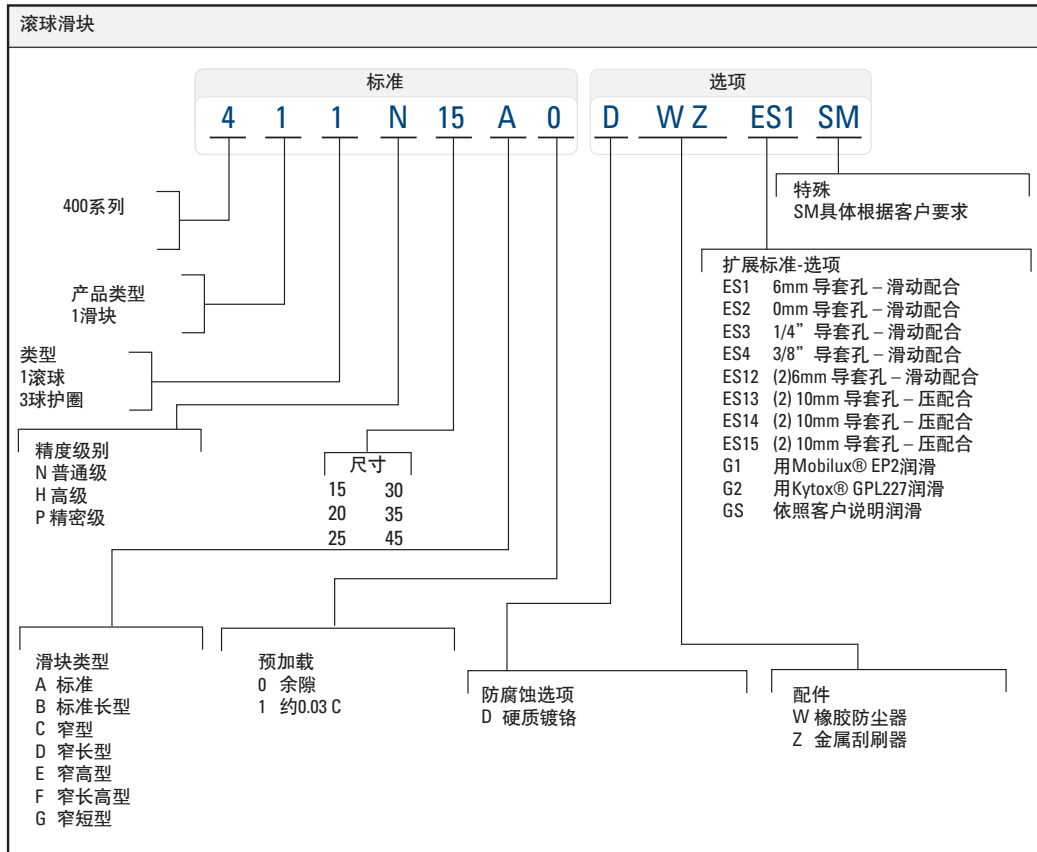 滚球滑块
标准
选项
4 1 1 N 15 A 0 D W Z ES1 SM
400系列
产品类型
1滑块
类型
1滚球
3球护圈
精度级别
N 普通级
H 高级
P 精密级
尺寸
15 30
20 35
25 45
特殊
SM具体根据客户要求
扩展标准-选项
ES1 6mm 导套孔 – 滑动配合
ES2 0mm 导套孔 – 滑动配合
ES3 1/4” 导套孔 – 滑动配合
ES4 3/8” 导套孔 – 滑动配合
ES12 (2)6mm 导套孔 – 滑动配合
ES13 (2) 10mm 导套孔 – 压配合
ES14 (2) 10mm 导套孔 – 压配合
ES15 (2) 10mm 导套孔 – 压配合
G1 用Mobilux® EP2润滑
G2 用Kytox® GPL227润滑
GS 依照客户说明润滑
滑块类型
A 标准
B 标准长型
C 窄型
D 窄长型
E 窄高型
F 窄长高型
G 窄短型
预加载
0 余隙
1 约0.03 C
防腐蚀选项
D 硬质镀铬
配件
W 橡胶防尘器
Z 金属刮刷器